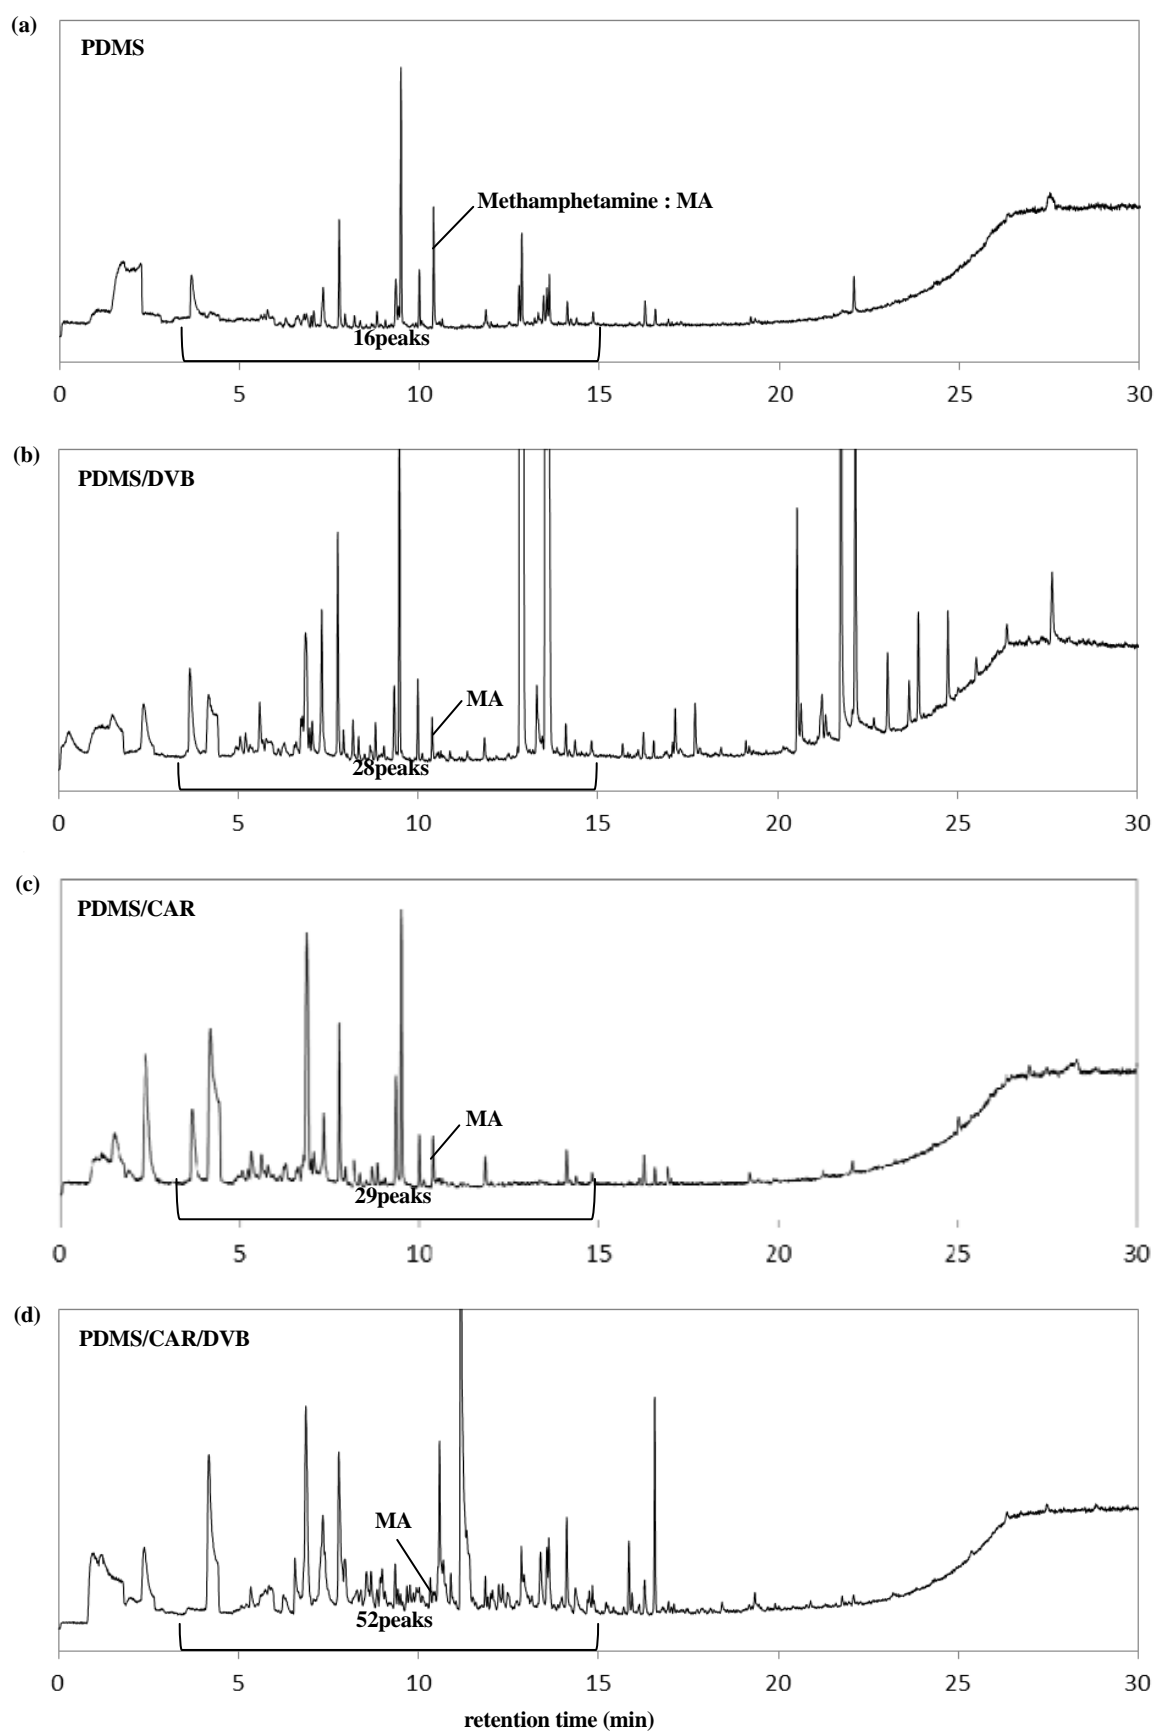 (a)
PDMS
Methamphetamine : MA
16peaks
0 5 10 15 20 25 30
(b)
PDMS/DVB
MA
28peaks
0 5 10 15 20 25 30
(c)
PDMS/CAR
MA
29peaks
0 5 10 15 20 25 30
(d)
PDMS/CAR/DVB
MA
52peaks
0 5 10 15 20 25 30
retention time (min)